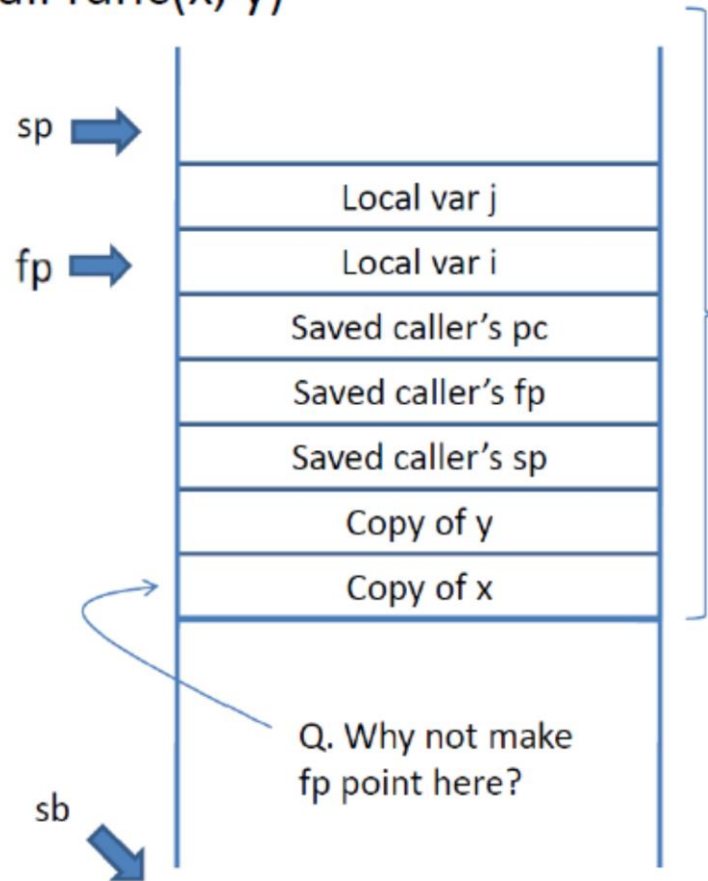 sp
Local var j
fp
Local var i
Saved caller’s pc
Saved caller’s fp
Saved caller’s sp
Copy of y
Copy of x
Q. Why not make
fp point here?
sb